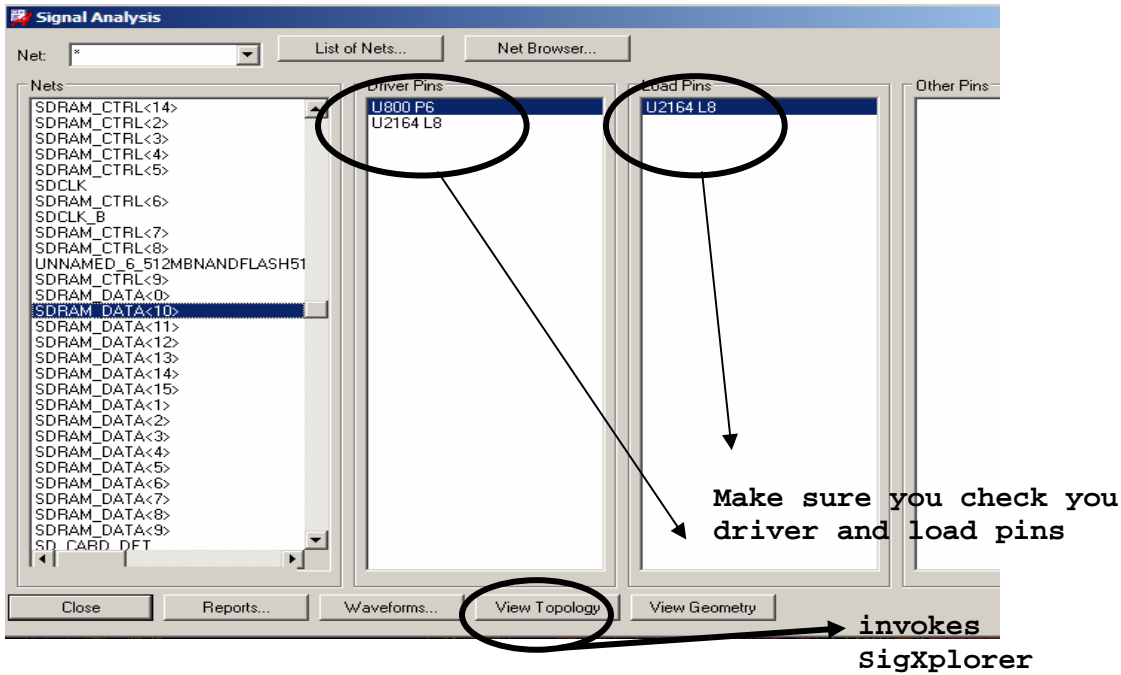 Signal Analysis
Net:
*
List of Nets...
Net Browser...
Nets
Driver Pins
Load Pins
Other Pins
SDRAM_CTRL<14>
SDRAM_CTRL<2>
SDRAM_CTRL<3>
SDRAM_CTRL<4>
SDRAM_CTRL<5>
SDCLK
SDRAM_CTRL<6>
SDCLK_B
SDRAM_CTRL<7>
SDRAM_CTRL<8>
UNNAMED_6_512MBNANDFLASH51
SDRAM_CTRL<9>
SDRAM_DATA<0>
SDRAM_DATA<10>
SDRAM_DATA<11>
SDRAM_DATA<12>
SDRAM_DATA<13>
SDRAM_DATA<14>
SDRAM_DATA<15>
SDRAM_DATA<1>
SDRAM_DATA<2>
SDRAM_DATA<3>
SDRAM_DATA<4>
SDRAM_DATA<5>
SDRAM_DATA<6>
SDRAM_DATA<7>
SDRAM_DATA<8>
SDRAM_DATA<9>
SD_CARD_DET
U800 P6
U2164 L8
U2164 L8
Make sure you check you
driver and load pins
Close
Reports...
Waveforms...
View Topology
View Geometry
invokes
SigXplorer